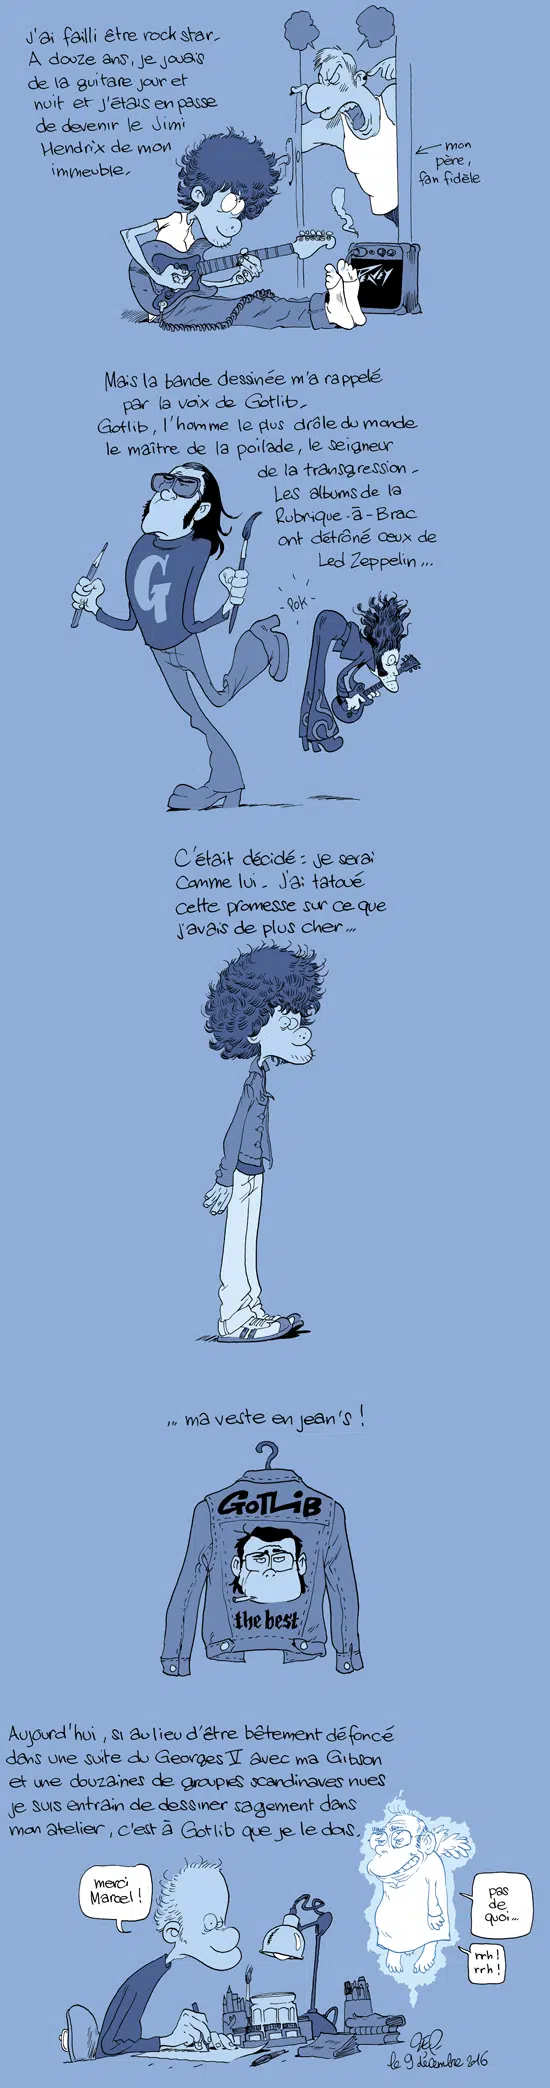 J'ai failli être rock star.
A douze ans, je jouais
de la guitare jour et
nuit et j'étais en passe
de devenir le Jimi
Hendrix de mon
immeuble.
mon
père,
fan fidèle
Mais la bande dessinée m'a rappelé
par la voix de Gotlib.
Gotlib, l'homme le plus drôle du monde
le maître de la poilade, le seigneur
de la transgression.
Les albums de la
Rubrique-à-Brac
ont détrôné ceux de
Led Zeppelin...
POK
G
C'était décidé : je serai
comme lui. J'ai tatoué
cette promesse sur ce que
j'avais de plus cher...
... ma veste en jean's !
GOTLIB
the best
Aujourd'hui, si au lieu d'être bêtement défoncé
dans une suite du Georges V avec ma Gibson
et une douzaines de groupies scandinaves nues
je suis entrain de dessiner sagement dans
mon atelier, c'est à Gotlib que je le dois.
merci
Marcel !
pas
de
quoi...
rrh !
rrh !
le 9 décembre 2016